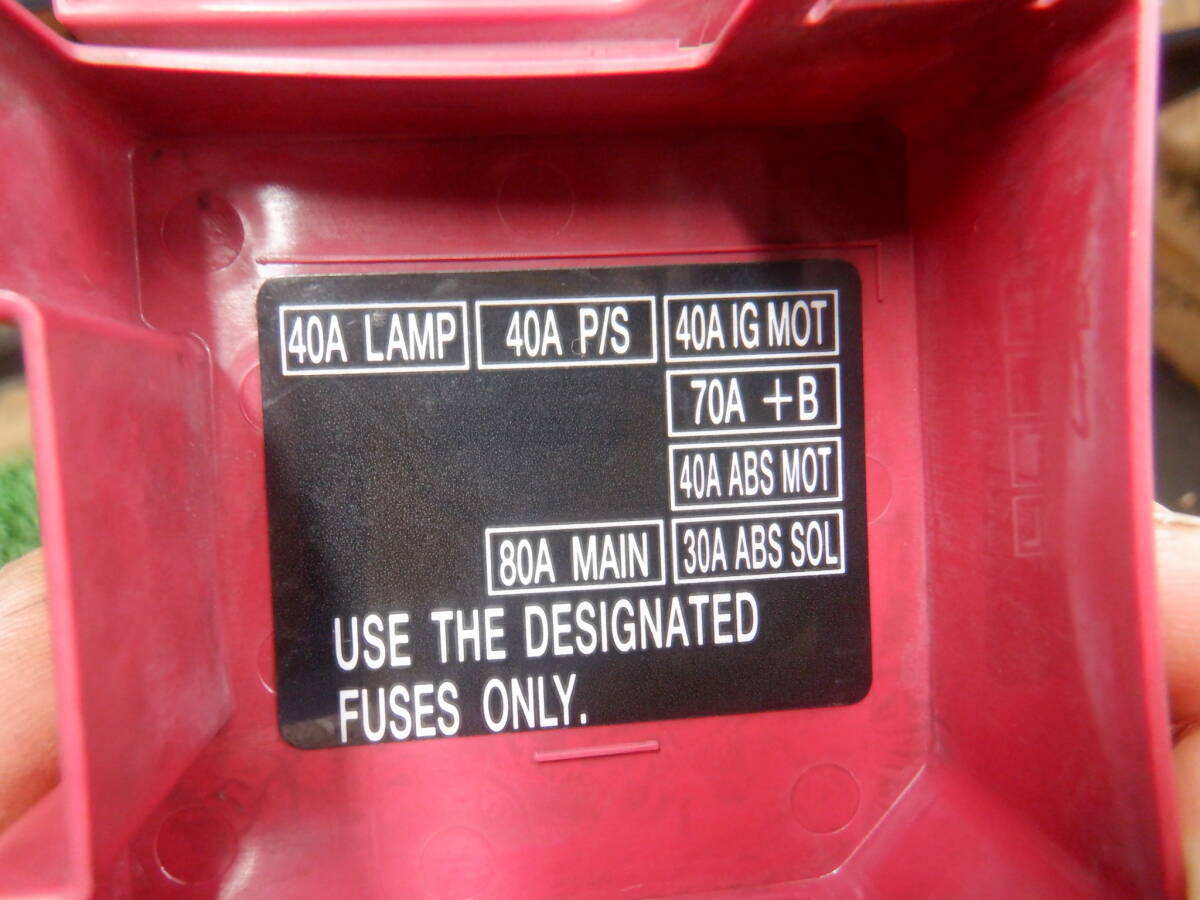 40A LAMP 40A P/S 40A IG MOT
70A +B
40A ABS MOT
80A MAIN 30A ABS SOL
USE THE DESIGNATED
FUSES ONLY.